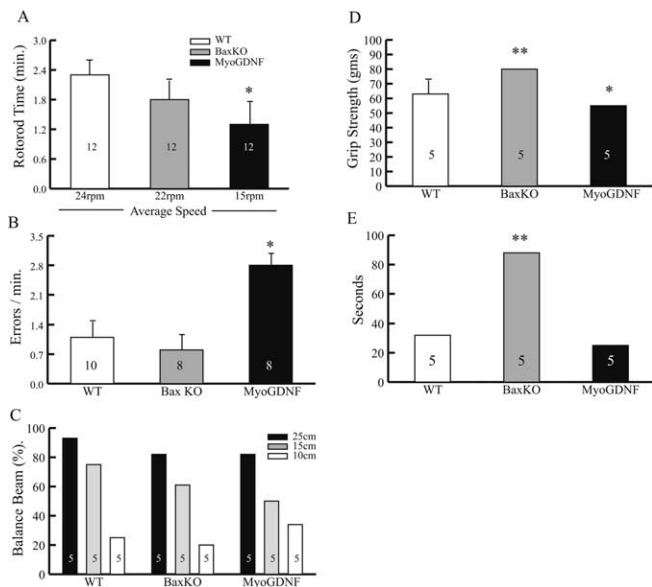 A
WT
BaxKO
MyoGDNF
Rotorod Time (min.)
3.0
2.4
1.8
1.2
0.6
0.0
*
12
12
12
24rpm
22rpm
15rpm
Average Speed
B
Errors / min.
3.5
2.8
2.1
1.4
0.7
0.0
*
10
8
8
WT
Bax KO
MyoGDNF
C
25cm
15cm
10cm
Balance Beam (%).
80
60
40
20
0
5
5
5
5
5
5
5
5
5
WT
BaxKO
MyoGDNF
D
Grip Strength (gms)
100
90
80
70
60
50
40
80
20
10
0
**
*
5
5
5
WT
BaxKO
MyoGDNF
E
Seconds
100
80
60
40
20
0
**
5
5
5
WT
BaxKO
MyoGDNF